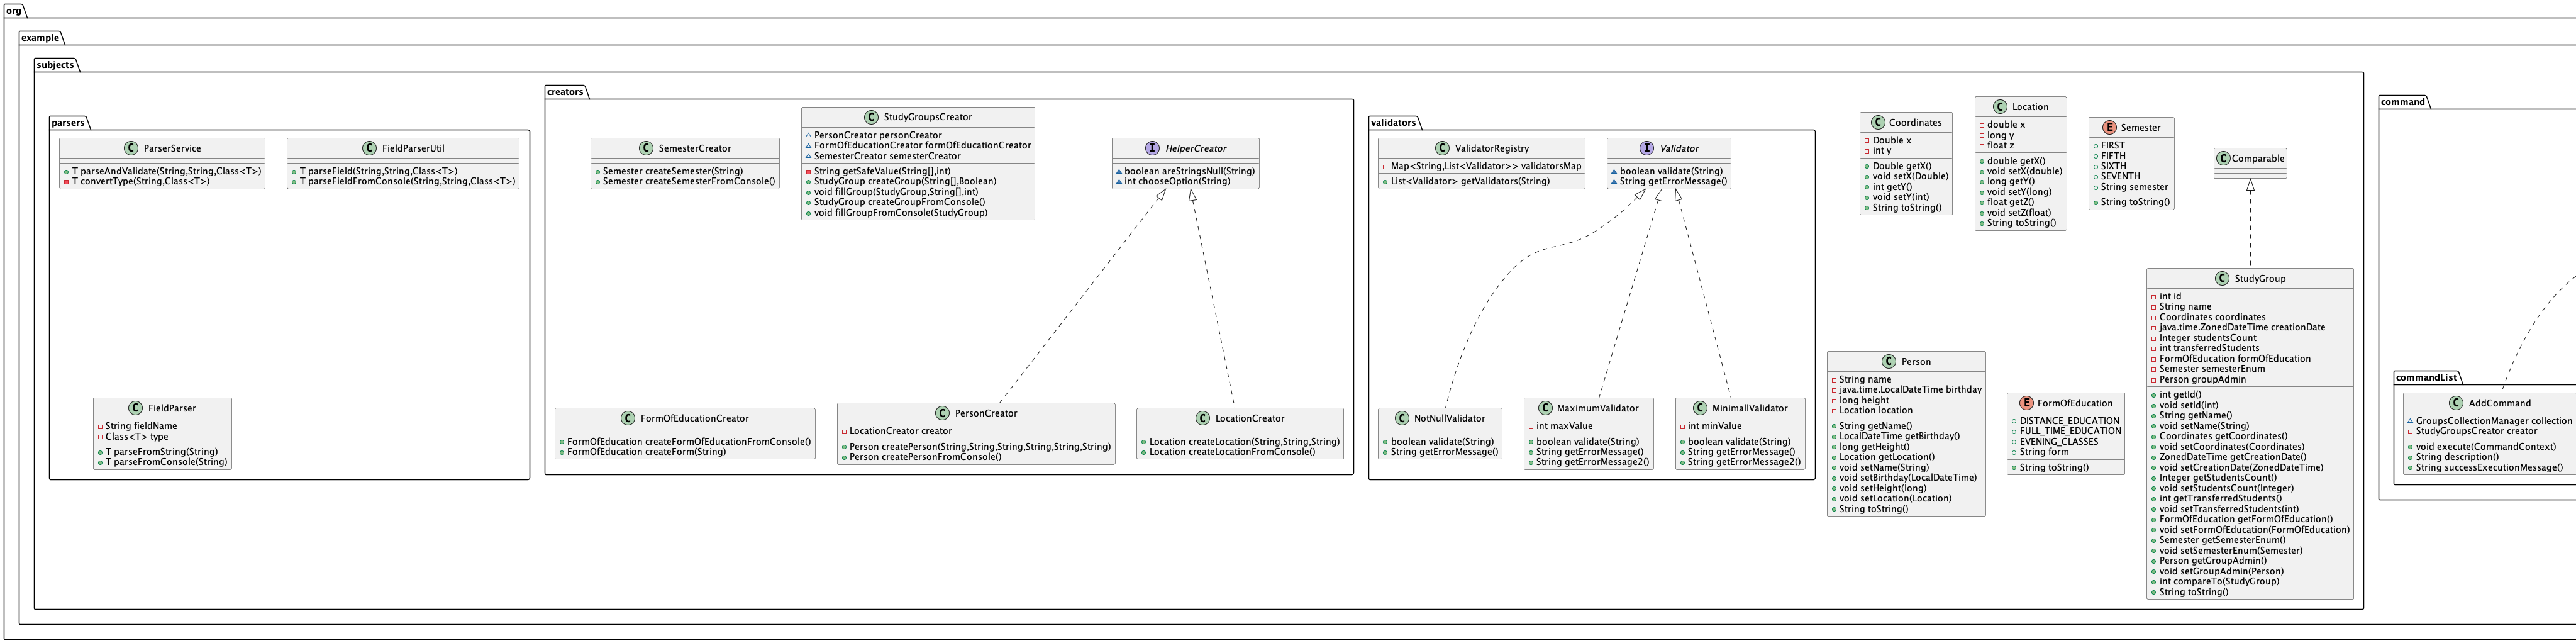 org
example
subjects
parsers
C ParserService
T parseAndValidate(String,String,Class<T>)
T convertType(String,Class<T>)
C FieldParserUtil
T parseField(String,String,Class<T>)
T parseFieldFromConsole(String,String,Class<T>)
C FieldParser
String fieldName
Class<T> type
T parseFromString(String)
T parseFromConsole(String)
creators
C SemesterCreator
Semester createSemester(String)
Semester createSemesterFromConsole()
C StudyGroupsCreator
PersonCreator personCreator
FormOfEducationCreator formOfEducationCreator
SemesterCreator semesterCreator
String getSafeValue(String[],int)
StudyGroup createGroup(String[],Boolean)
void fillGroup(StudyGroup,String[],int)
StudyGroup createGroupFromConsole()
void fillGroupFromConsole(StudyGroup)
I HelperCreator
boolean areStringsNull(String)
int chooseOption(String)
C FormOfEducationCreator
FormOfEducation createFormOfEducationFromConsole()
FormOfEducation createForm(String)
C PersonCreator
LocationCreator creator
Person createPerson(String,String,String,String,String,String)
Person createPersonFromConsole()
C LocationCreator
Location createLocation(String,String,String)
Location createLocationFromConsole()
validators
C ValidatorRegistry
Map<String,List<Validator>> validatorsMap
List<Validator> getValidators(String)
I Validator
boolean validate(String)
String getErrorMessage()
C NotNullValidator
boolean validate(String)
String getErrorMessage()
C MaximumValidator
int maxValue
boolean validate(String)
String getErrorMessage()
String getErrorMessage2()
C MinimallValidator
int minValue
boolean validate(String)
String getErrorMessage()
String getErrorMessage2()
C Coordinates
Double x
int y
Double getX()
void setX(Double)
int getY()
void setY(int)
String toString()
C Location
double x
long y
float z
double getX()
void setX(double)
long getY()
void setY(long)
float getZ()
void setZ(float)
String toString()
E Semester
FIRST
FIFTH
SIXTH
SEVENTH
String semester
String toString()
C Comparable
C Person
String name
java.time.LocalDateTime birthday
long height
Location location
String getName()
LocalDateTime getBirthday()
long getHeight()
Location getLocation()
void setName(String)
void setBirthday(LocalDateTime)
void setHeight(long)
void setLocation(Location)
String toString()
E FormOfEducation
DISTANCE_EDUCATION
FULL_TIME_EDUCATION
EVENING_CLASSES
String form
String toString()
C StudyGroup
int id
String name
Coordinates coordinates
java.time.ZonedDateTime creationDate
Integer studentsCount
int transferredStudents
FormOfEducation formOfEducation
Semester semesterEnum
Person groupAdmin
int getId()
void setId(int)
String getName()
void setName(String)
Coordinates getCoordinates()
void setCoordinates(Coordinates)
ZonedDateTime getCreationDate()
void setCreationDate(ZonedDateTime)
Integer getStudentsCount()
void setStudentsCount(Integer)
int getTransferredStudents()
void setTransferredStudents(int)
FormOfEducation getFormOfEducation()
void setFormOfEducation(FormOfEducation)
Semester getSemesterEnum()
void setSemesterEnum(Semester)
Person getGroupAdmin()
void setGroupAdmin(Person)
int compareTo(StudyGroup)
String toString()
command
commandList
C AddCommand
GroupsCollectionManager collection
StudyGroupsCreator creator
void execute(CommandContext)
String description()
String successExecutionMessage()